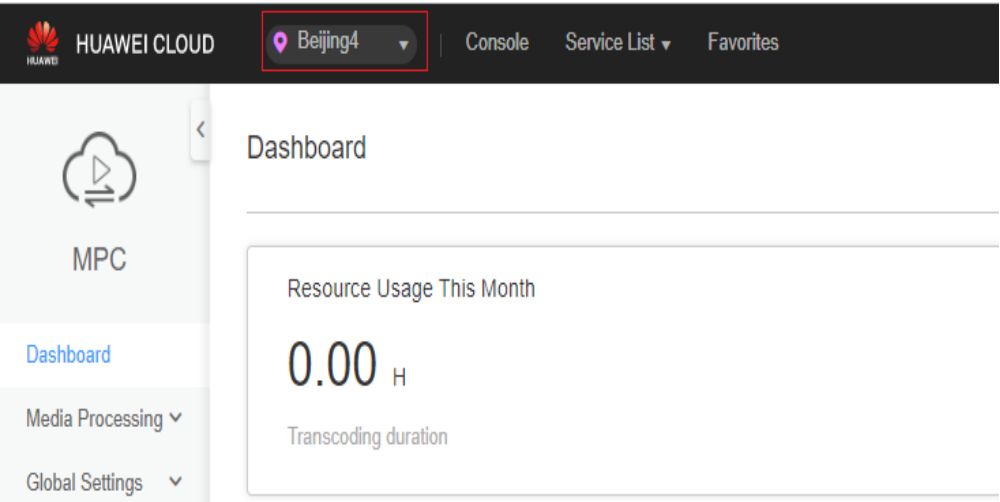 HUAWEI
HUAWEI CLOUD
Beijing4
Console
Service List
Favorites
MPC
Dashboard
Media Processing
Global Settings
Dashboard
Resource Usage This Month
0.00 H
Transcoding duration